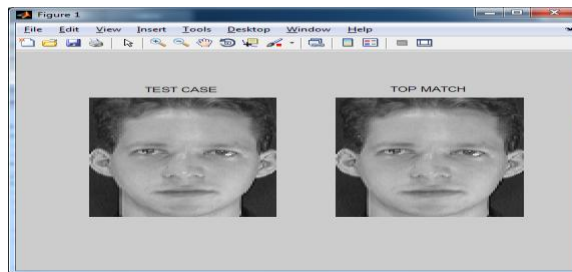 Figure 1
File Edit View Insert Tools Desktop Window Help
TEST CASE TOP MATCH